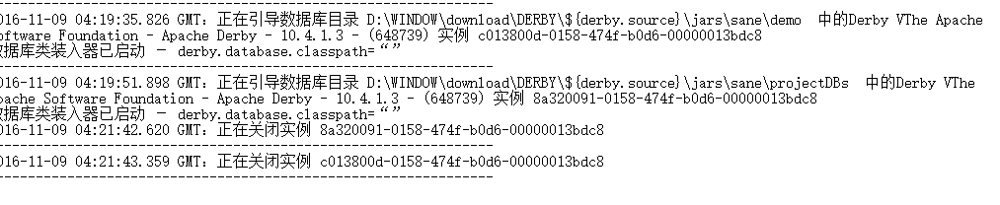 ----------------------------------------------------------------
016-11-09 04:19:35.826 GMT：正在引导数据库目录 D:\WINDOW\download\DERBY\${derby.source}\jars\sane\demo 中的Derby VThe Apache
oftware Foundation - Apache Derby - 10.4.1.3 - (648739) 实例 c013800d-0158-474f-b0d6-00000013bdc8
数据库类装入器已启动 - derby.database.classpath=“”
----------------------------------------------------------------
016-11-09 04:19:51.898 GMT：正在引导数据库目录 D:\WINDOW\download\DERBY\${derby.source}\jars\sane\projectDBs 中的Derby VThe
pache Software Foundation - Apache Derby - 10.4.1.3 - (648739) 实例 8a320091-0158-474f-b0d6-00000013bdc8
数据库类装入器已启动 - derby.database.classpath=“”
016-11-09 04:21:42.620 GMT：正在关闭实例 8a320091-0158-474f-b0d6-00000013bdc8
----------------------------------------------------------------
016-11-09 04:21:43.359 GMT：正在关闭实例 c013800d-0158-474f-b0d6-00000013bdc8
----------------------------------------------------------------